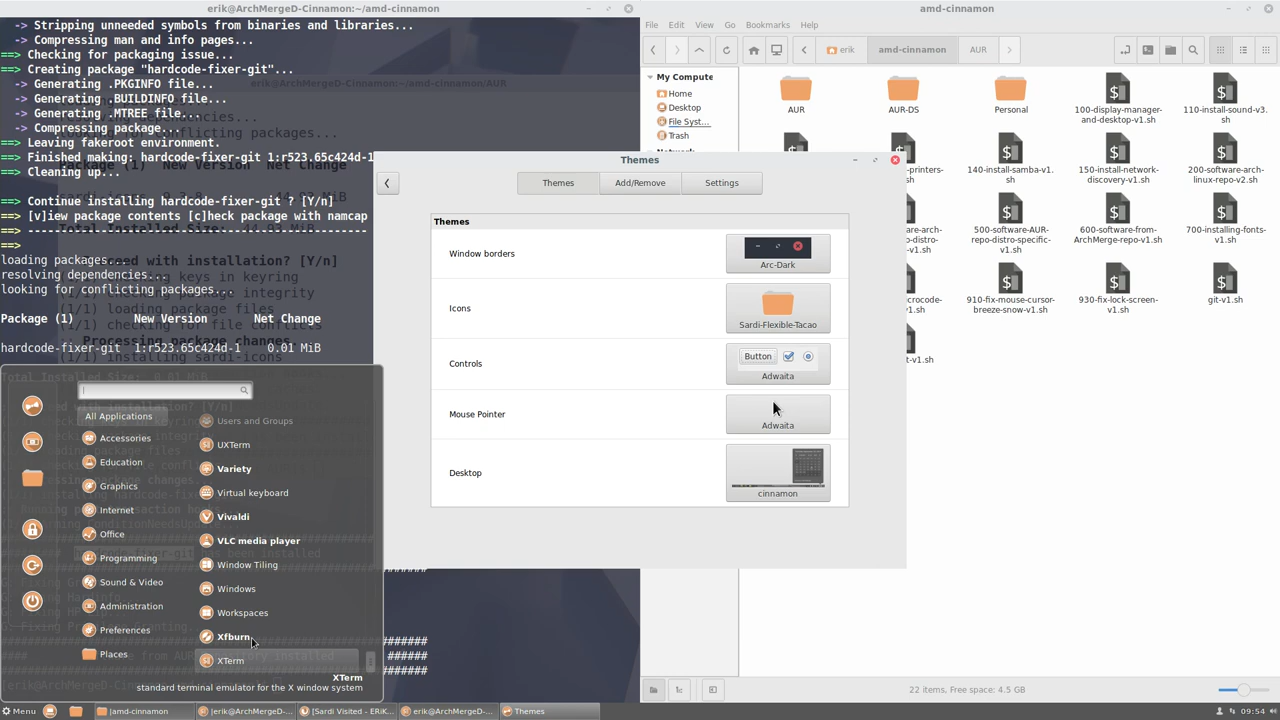 erik@ArchMergeD-Cinnamon:~/amd-cinnamon
-> Stripping unneeded symbols from binaries and libraries...
-> Compressing man and info pages...
==> Checking for packaging issue...
==> Creating package "hardcode-fixer-git"...
-> Generating .PKGINFO file...
-> Generating .BUILDINFO file...
-> Generating .MTREE file...
-> Compressing package...
==> Leaving fakeroot environment.
==> Finished making: hardcode-fixer-git 1:r523.65c424d-1
==> Cleaning up...
==> Continue installing hardcode-fixer-git ? [Y/n]
==> [v]iew package contents [c]heck package with namcap
==> ----------------------------------------
==>
loading packages...
resolving dependencies...
looking for conflicting packages...
Package (1) New Version Net Change
hardcode-fixer-git 1:r523.65c424d-1 0.01 MiB
erik@ArchMergeD-Cinnamon:~/amd-cinnamon/AUR
All Applications
Accessories
Education
Graphics
Internet
Office
Programming
Sound & Video
Administration
Preferences
Places
Users and Groups
UXTerm
Variety
Virtual keyboard
Vivaldi
VLC media player
Window Tiling
Windows
Workspaces
Xfburn
XTerm
XTerm
standard terminal emulator for the X window system
Themes
Themes
Add/Remove
Settings
Themes
Window borders
Arc-Dark
Icons
Sardi-Flexible-Tacao
Controls
Button
Adwaita
Mouse Pointer
Adwaita
Desktop
cinnamon
amd-cinnamon
File Edit View Go Bookmarks Help
erik
amd-cinnamon
AUR
My Compute
Home
Desktop
File Syst...
Trash
AUR
AUR-DS
Personal
100-display-manager-
and-desktop-v1.sh
110-install-sound-v3.
sh
-printers-
140-install-samba-v1.
sh
150-install-network-
discovery-v1.sh
200-software-arch-
linux-repo-v2.sh
500-software-AUR-
repo-distro-specific-
v1.sh
600-software-from-
ArchMerge-repo-v1.sh
700-installing-fonts-
v1.sh
910-fix-mouse-cursor-
breeze-snow-v1.sh
930-fix-lock-screen-
v1.sh
git-v1.sh
22 items, Free space: 4.5 GB
Menu
[amd-cinnamon
[erik@ArchMergeD-...
[Sardi Visited - ERiK...
erik@ArchMergeD-...
Themes
09:54